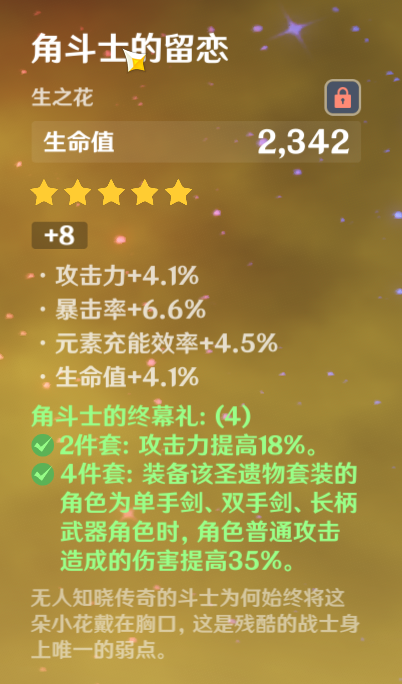 角斗士的留恋
生之花
生命值 2,342
+8
·攻击力+4.1%
·暴击率+6.6%
·元素充能效率+4.5%
·生命值+4.1%
角斗士的终幕礼:(4)
2件套: 攻击力提高18%。
4件套: 装备该圣遗物套装的
角色为单手剑、双手剑、长柄
武器角色时, 角色普通攻击
造成的伤害提高35%。
无人知晓传奇的斗士为何始终将这
朵小花戴在胸口, 这是残酷的战士身
上唯一的弱点。